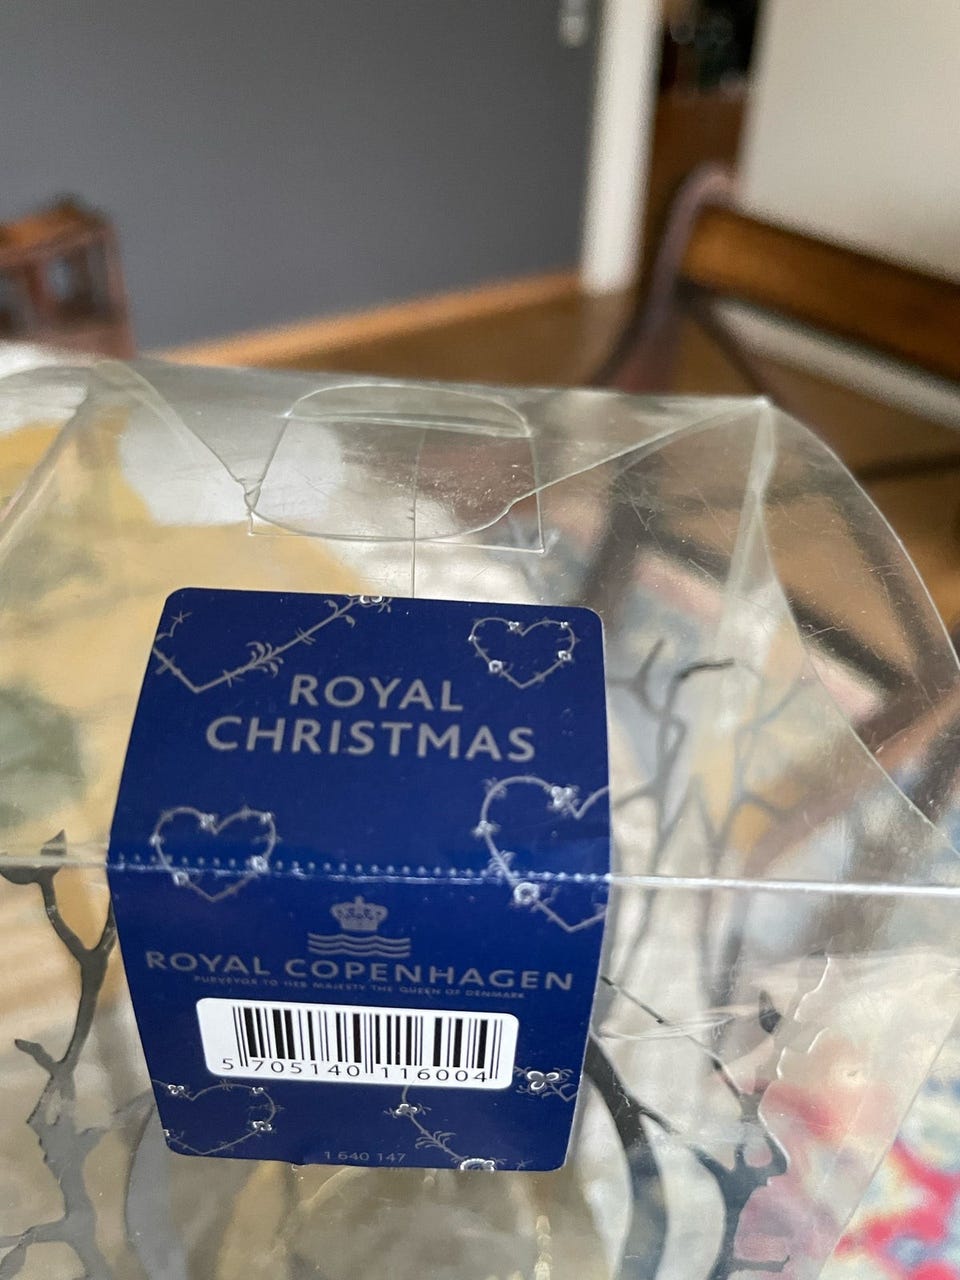 ROYAL
CHRISTMAS
ROYAL COPENHAGEN
PURVEYOR TO HER MAJESTY THE QUEEN OF DENMARK
5 705140 116004
1 640 147